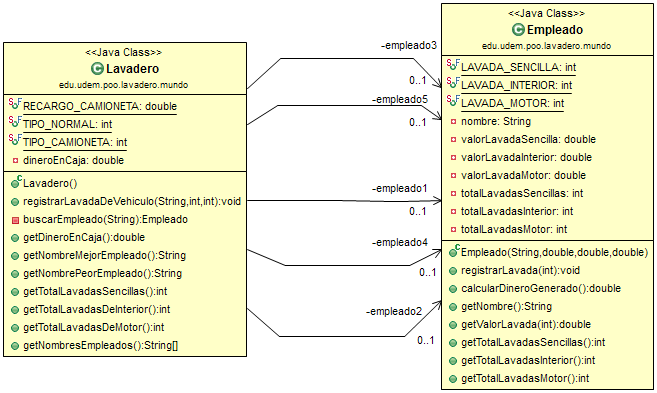 <<Java Class>>
Lavadero
edu.udem.poo.lavadero.mundo
RECARGO_CAMIONETA: double
TIPO_NORMAL: int
TIPO_CAMIONETA: int
dineroEnCaja: double
Lavadero()
registrarLavadaDeVehiculo(String,int,int):void
buscarEmpleado(String):Empleado
getDineroEnCaja():double
getNombreMejorEmpleado():String
getNombrePeorEmpleado():String
getTotalLavadasSencillas():int
getTotalLavadasDeInterior():int
getTotalLavadasDeMotor():int
getNombresEmpleados():String[]
-empleado3
0..1
-empleado5
0..1
-empleado1
0..1
-empleado4
0..1
-empleado2
0..1
<<Java Class>>
Empleado
edu.udem.poo.lavadero.mundo
LAVADA_SENCILLA: int
LAVADA_INTERIOR: int
LAVADA_MOTOR: int
nombre: String
valorLavadaSencilla: double
valorLavadaInterior: double
valorLavadaMotor: double
totalLavadasSencillas: int
totalLavadasInterior: int
totalLavadasMotor: int
Empleado(String,double,double,double)
registrarLavada(int):void
calcularDineroGenerado():double
getNombre():String
getValorLavada(int):double
getTotalLavadasSencillas():int
getTotalLavadasInterior():int
getTotalLavadasMotor():int